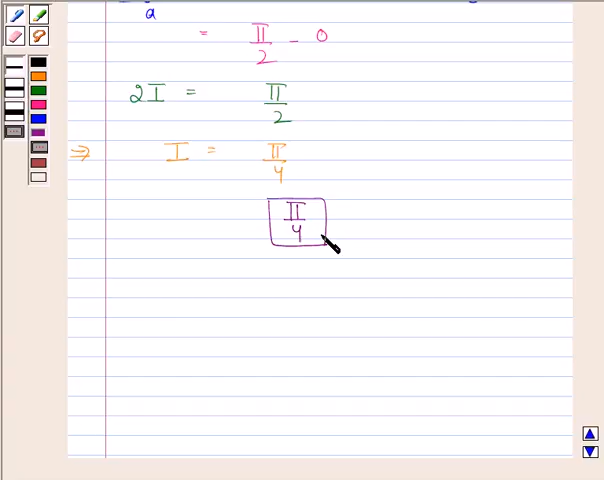 a
= π/2 - 0
2I = π/2
⇒ I = π/4
π/4